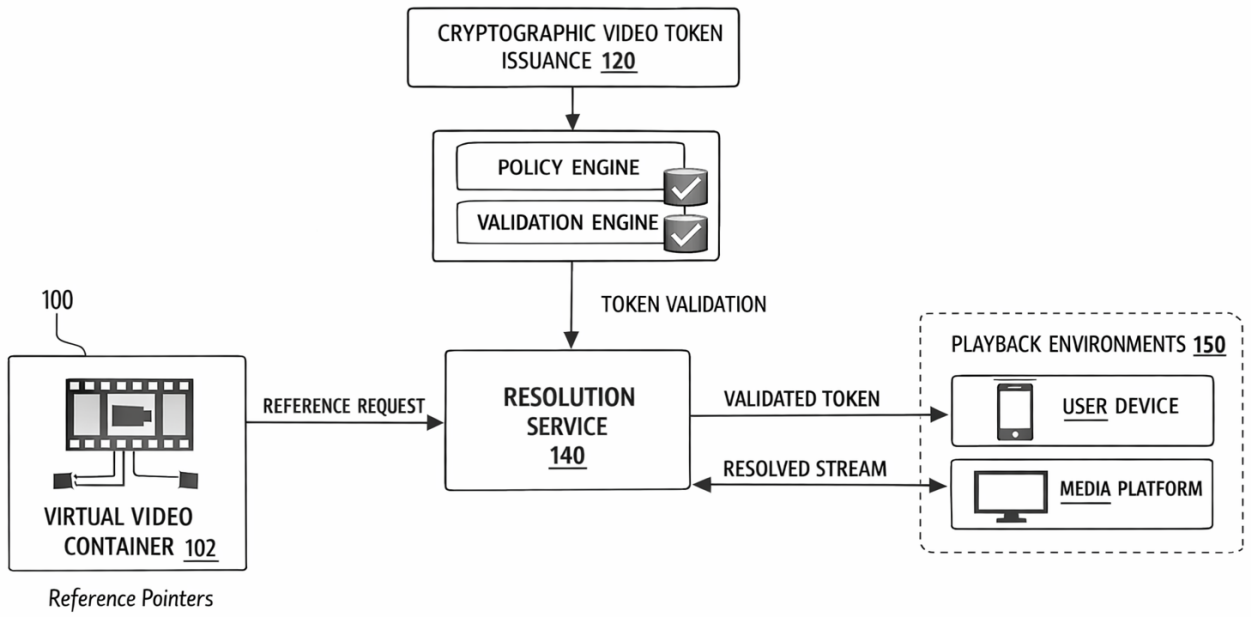 CRYPTOGRAPHIC VIDEO TOKEN
ISSUANCE 120
POLICY ENGINE
VALIDATION ENGINE
TOKEN VALIDATION
100
VIRTUAL VIDEO
CONTAINER 102
Reference Pointers
REFERENCE REQUEST
RESOLUTION
SERVICE
140
VALIDATED TOKEN
RESOLVED STREAM
PLAYBACK ENVIRONMENTS 150
USER DEVICE
MEDIA PLATFORM